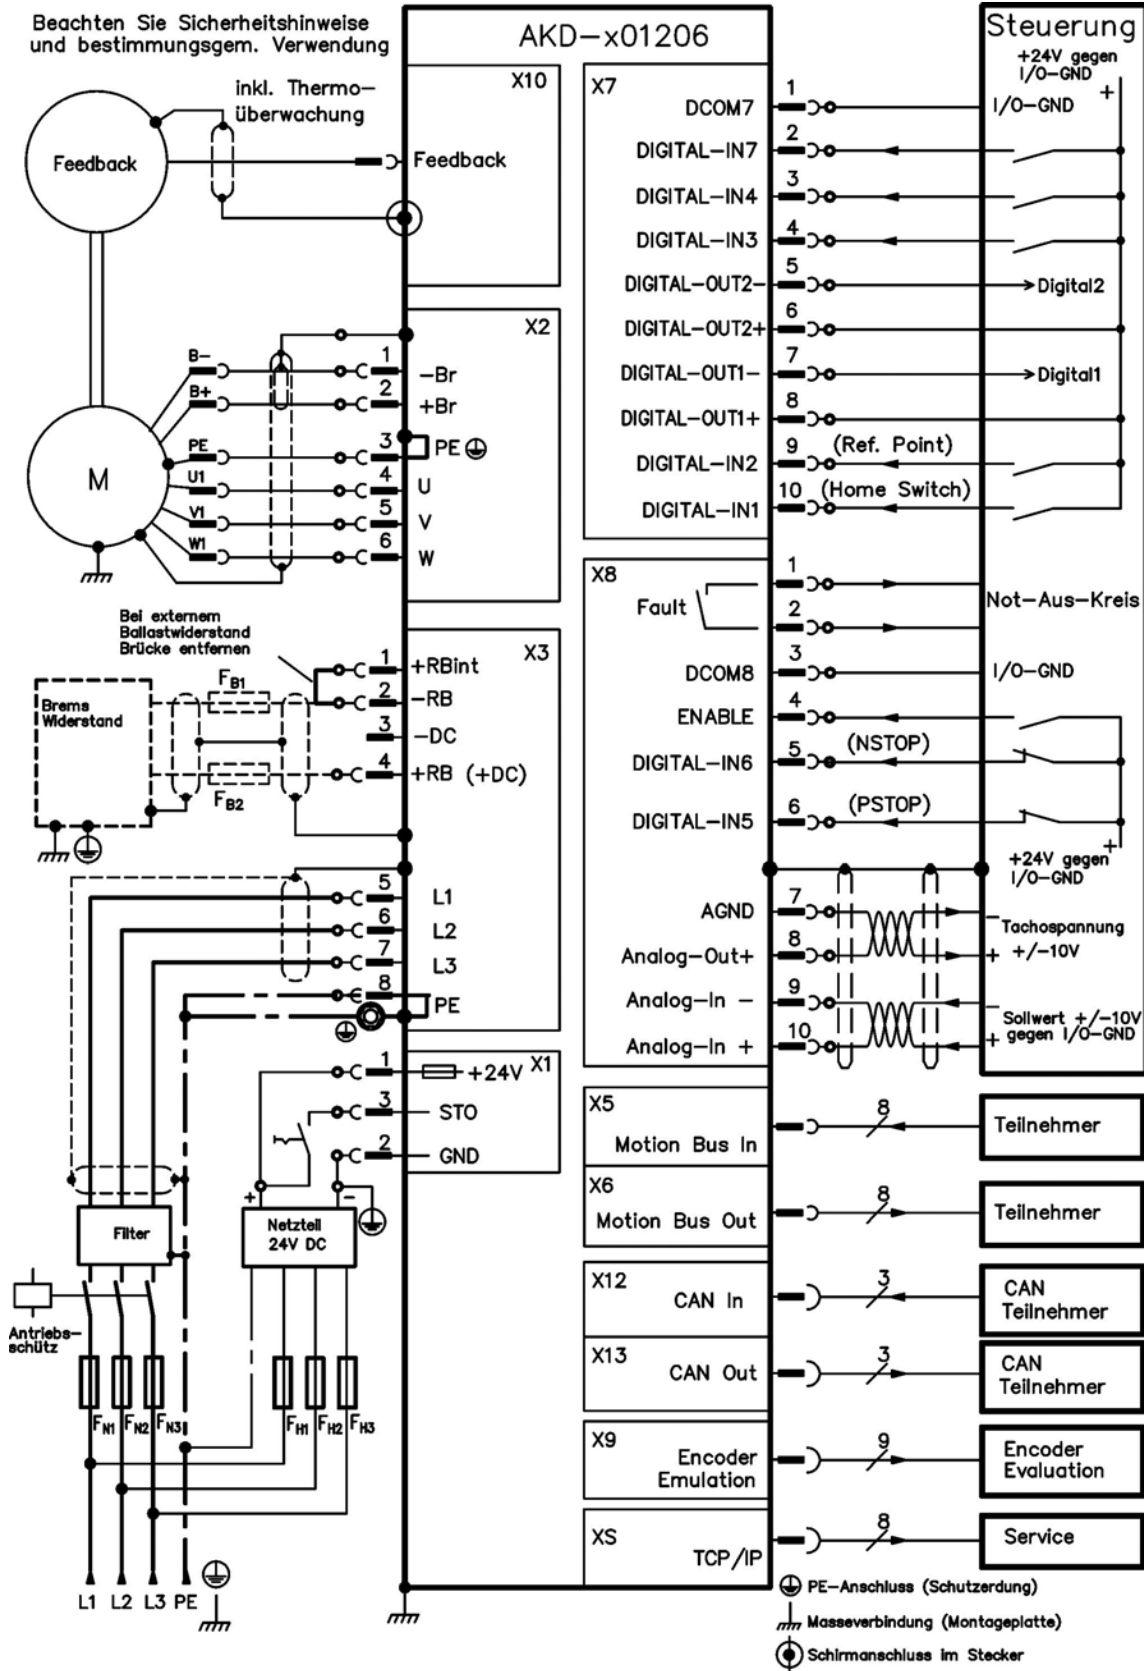 Beachten Sie Sicherheitshinweise
und bestimmungsgem. Verwendung
AKD-x01206
Steuerung
+24V gegen
I/O-GND
+
inkl. Thermo-
überwachung
Feedback
X10
Feedback
X7
DCOM7
1
I/O-GND
DIGITAL-IN7
2
DIGITAL-IN4
3
DIGITAL-IN3
4
DIGITAL-OUT2-
5
Digital2
DIGITAL-OUT2+
6
DIGITAL-OUT1-
7
Digital1
DIGITAL-OUT1+
8
DIGITAL-IN2
9
(Ref. Point)
DIGITAL-IN1
10
(Home Switch)
X2
B-
1
-Br
B+
2
+Br
PE
3
PE
M
U1
4
U
V1
5
V
W1
6
W
X8
Fault
1
2
Not-Aus-Kreis
DCOM8
3
I/O-GND
ENABLE
4
DIGITAL-IN6
5
(NSTOP)
DIGITAL-IN5
6
(PSTOP)
+
+24V gegen
I/O-GND
AGND
7
-
Tachospannung
+/-10V
Analog-Out+
8
+
Analog-In -
9
-
Sollwert +/-10V
gegen I/O-GND
Analog-In +
10
+
Bei externem
Ballastwiderstand
Brücke entfernen
X3
Brems
Widerstand
FB1
1
+RBint
2
-RB
3
-DC
4
+RB (+DC)
FB2
5
L1
6
L2
7
L3
8
PE
X1
1
+24V
3
STO
2
GND
+
-
Filter
Netzteil
24V DC
Antriebs-
schütz
FN1
FN2
FN3
FH1
FH2
FH3
L1
L2
L3
PE
X5
Motion Bus In
8
Teilnehmer
X6
Motion Bus Out
8
Teilnehmer
X12
CAN In
3
CAN
Teilnehmer
X13
CAN Out
3
CAN
Teilnehmer
X9
Encoder
Emulation
9
Encoder
Evaluation
XS
TCP/IP
8
Service
PE-Anschluss (Schutzerdung)
Masseverbindung (Montageplatte)
Schirmanschluss im Stecker